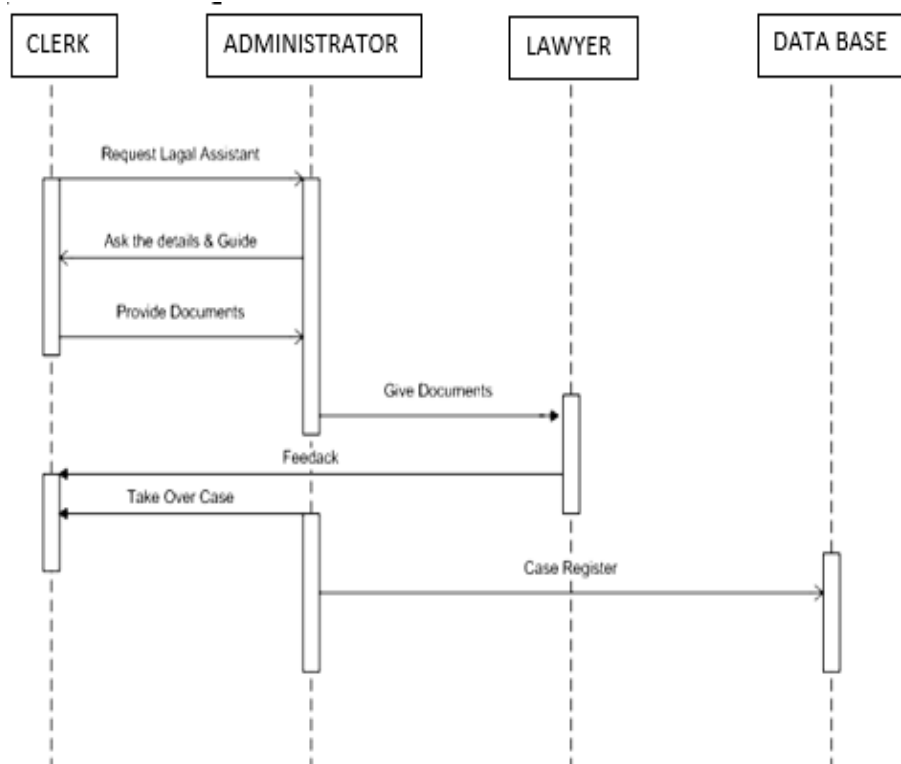 CLERK
ADMINISTRATOR
LAWYER
DATA BASE
Request Lagal Assistant
Ask the details & Guide
Provide Documents
Give Documents
Feedack
Take Over Case
Case Register